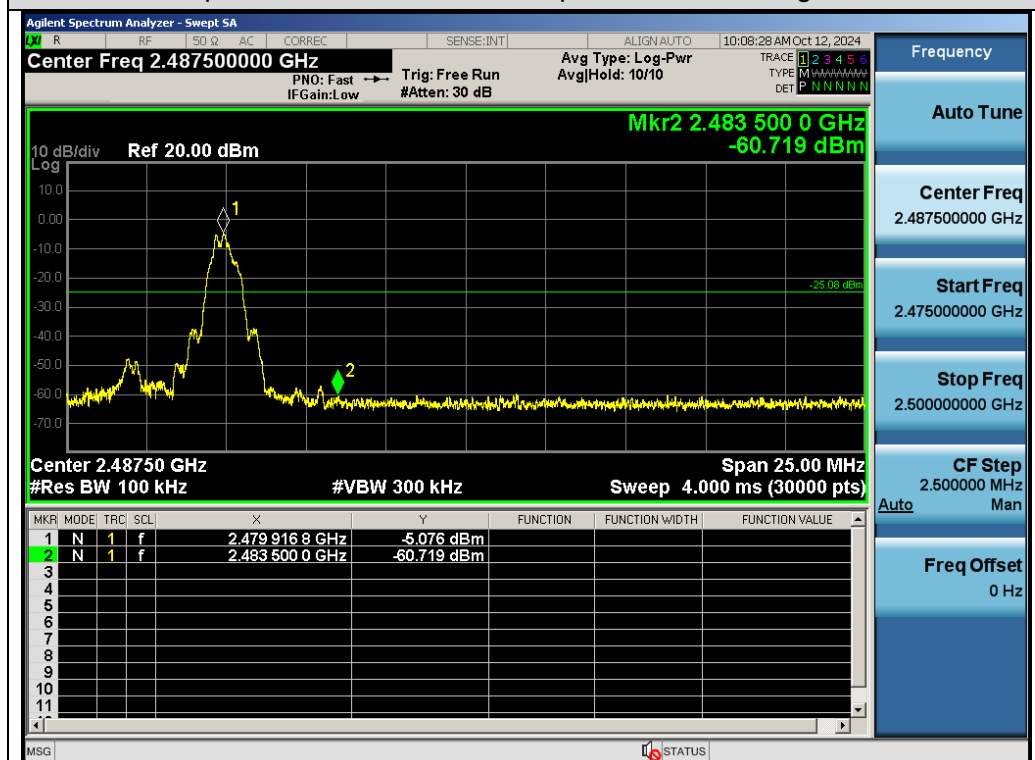 Agilent Spectrum Analyzer - Swept SA
LXI R RF 50 Ω AC CORREC SENSE:INT ALIGN AUTO 10:08:28 AM Oct 12, 2024
Center Freq 2.487500000 GHz
PNO: Fast
IFGain:Low
Trig: Free Run
#Atten: 30 dB
Avg Type: Log-Pwr
Avg|Hold: 10/10
TRACE 1 2 3 4 5 6
TYPE M
DET P N N N N N
Mkr2 2.483 500 0 GHz
-60.719 dBm
10 dB/div Ref 20.00 dBm
Log
10.0
0.00
-10.0
-20.0
-30.0
-40.0
-50.0
-60.0
-70.0
1
2
-25.08 dBm
Center 2.48750 GHz Span 25.00 MHz
#Res BW 100 kHz #VBW 300 kHz Sweep 4.000 ms (30000 pts)
MKR MODE TRC SCL X Y FUNCTION FUNCTION WIDTH FUNCTION VALUE
1 N 1 f 2.479 916 8 GHz -5.076 dBm
2 N 1 f 2.483 500 0 GHz -60.719 dBm
3
4
5
6
7
8
9
10
11
MSG STATUS
Frequency
Auto Tune
Center Freq
2.487500000 GHz
Start Freq
2.475000000 GHz
Stop Freq
2.500000000 GHz
CF Step
2.500000 MHz
Auto Man
Freq Offset
0 Hz